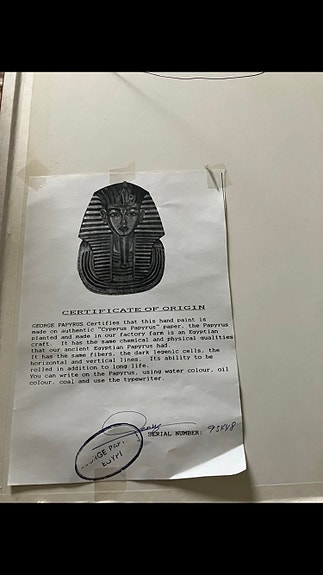 CERTIFICATE OF ORIGIN
GEORGE PAPYRUS Certifies that this hand paint is
made on authentic "Cyperus Papyrus" paper, the Papyrus
planted and made in our factory farm is an Egyptian
craft. It has the same chemical and physical qualities
that our ancient Egyptian Papyrus had.
It has the same fibers, the dark legenic cells, the
horizontal and vertical lines. Its ability to be
rolled in addition to long life.
You can write on the Papyrus, using water colour, oil
colour, coal and use the typewriter.
SERIAL NUMBER: